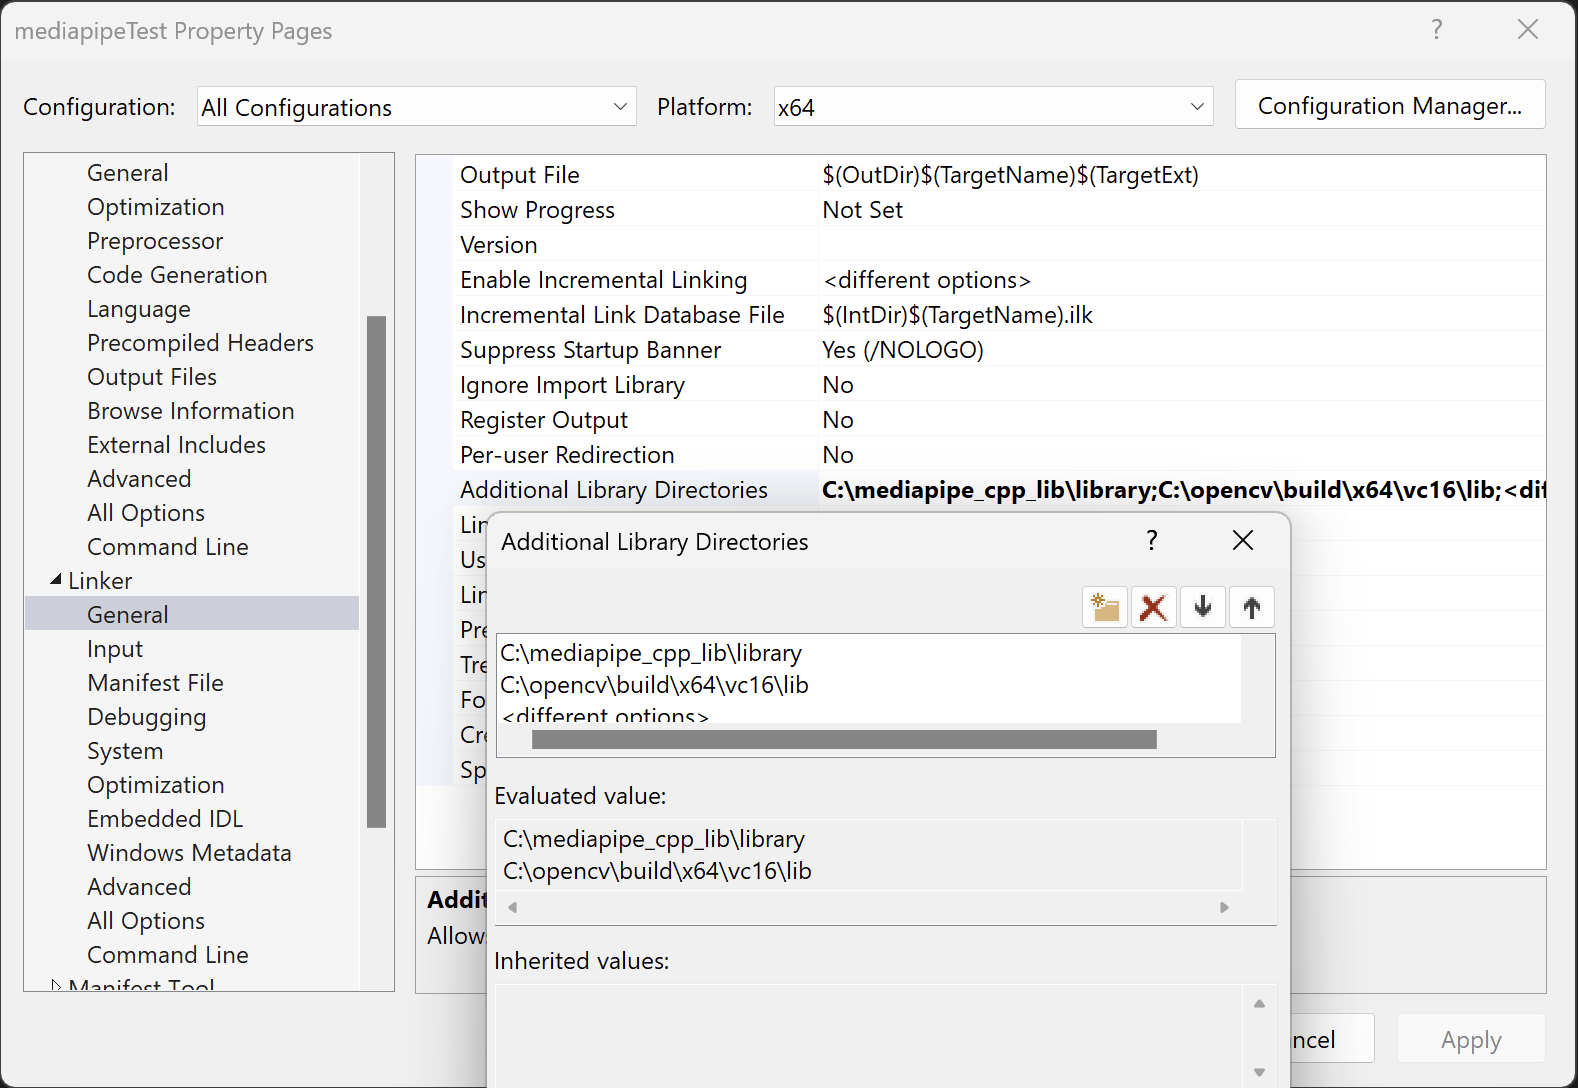 mediapipeTest Property Pages
?
Configuration: All Configurations Platform: x64 Configuration Manager...
General
Optimization
Preprocessor
Code Generation
Language
Precompiled Headers
Output Files
Browse Information
External Includes
Advanced
All Options
Command Line
Linker
General
Input
Manifest File
Debugging
System
Optimization
Embedded IDL
Windows Metadata
Advanced
All Options
Command Line
Manifest Tool
Output File $(OutDir)$(TargetName)$(TargetExt)
Show Progress Not Set
Version
Enable Incremental Linking <different options>
Incremental Link Database File $(IntDir)$(TargetName).ilk
Suppress Startup Banner Yes (/NOLOGO)
Ignore Import Library No
Register Output No
Per-user Redirection No
Additional Library Directories C:\mediapipe_cpp_lib\library;C:\opencv\build\x64\vc16\lib;<dif
Lin
Us
Lin
Pre
Tre
Fo
Cre
Sp
Addit
Allow
Additional Library Directories ?
C:\mediapipe_cpp_lib\library
C:\opencv\build\x64\vc16\lib
<different options>
Evaluated value:
C:\mediapipe_cpp_lib\library
C:\opencv\build\x64\vc16\lib
Inherited values:
ncel Apply